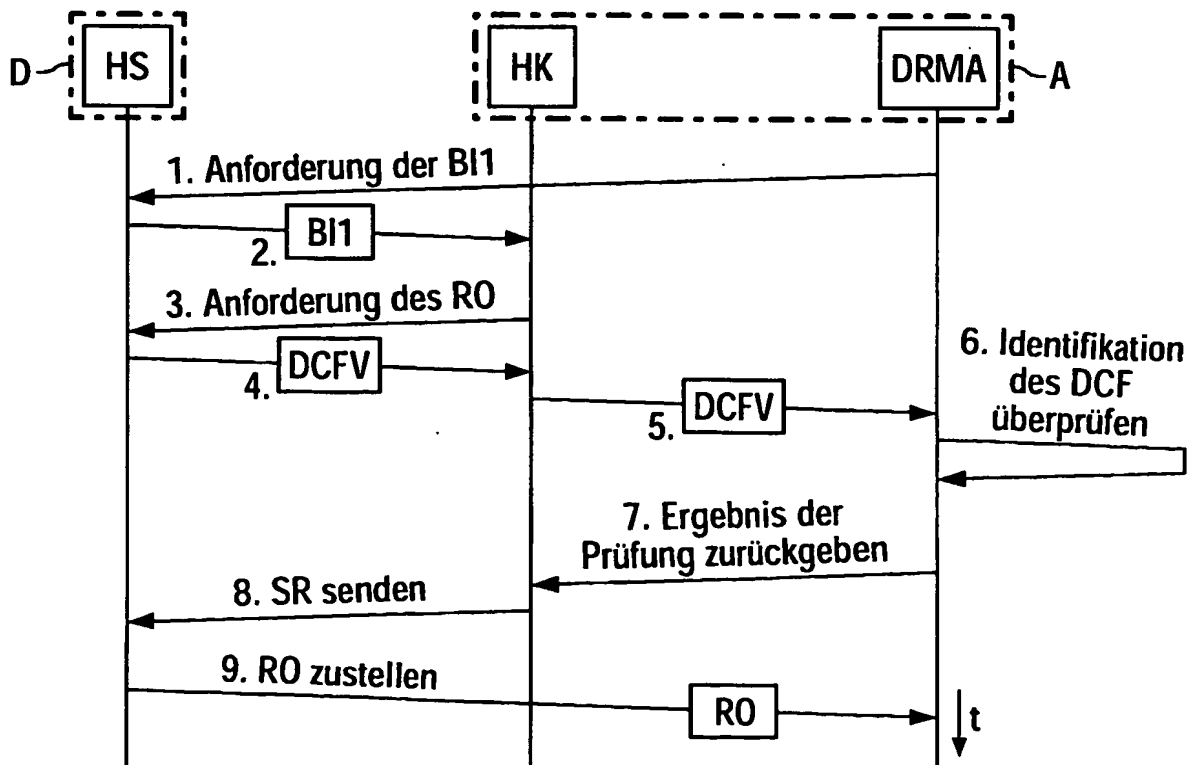 D
HS
HK
DRMA
A
1. Anforderung der BI1
2.
BI1
3. Anforderung des RO
4.
DCFV
5.
DCFV
6. Identifikation
des DCF
überprüfen
7. Ergebnis der
Prüfung zurückgeben
8. SR senden
9. RO zustellen
RO
t